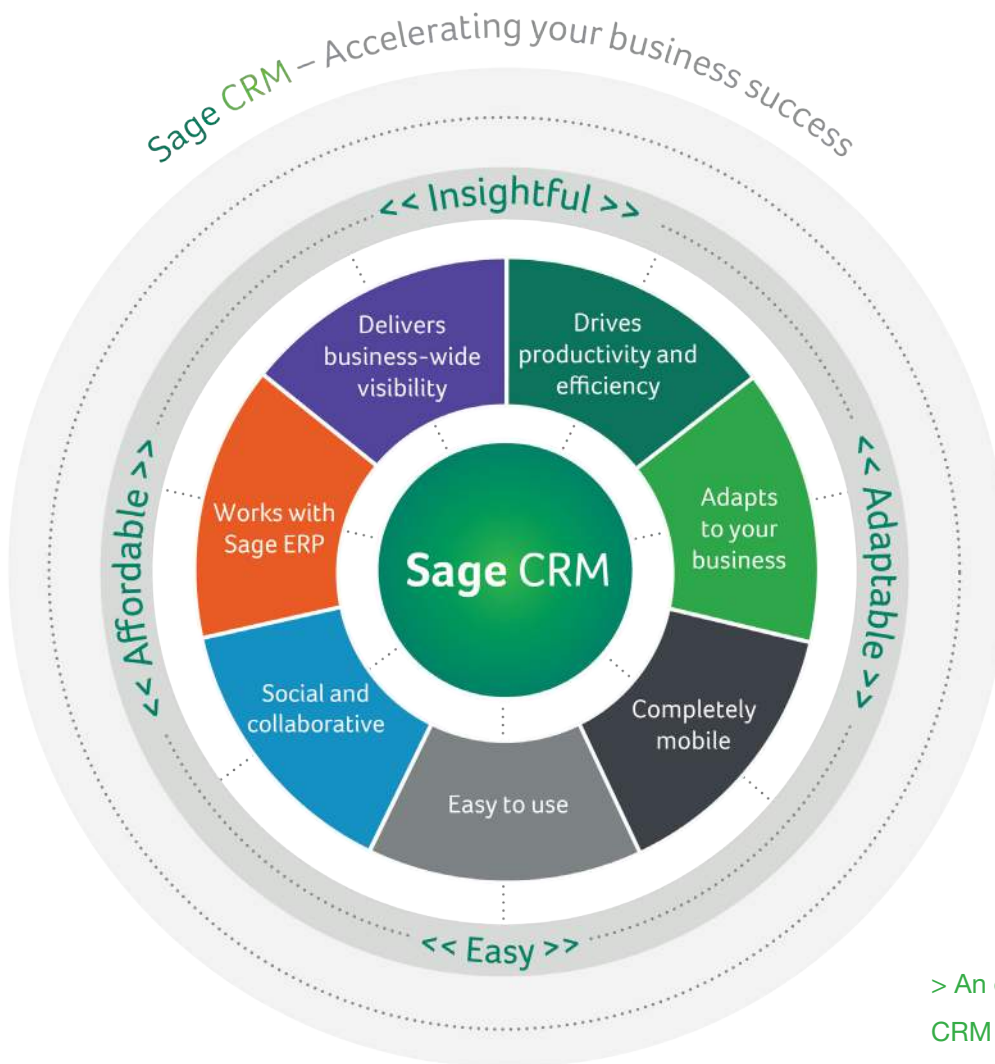 Sage CRM – Accelerating your business success
<< Insightful >>
Delivers
business-wide
visibility
Drives
productivity and
efficiency
<< Affordable >>
Works with
Sage ERP
Sage CRM
Adapts
to your
business
<< Adaptable >>
Social and
collaborative
Completely
mobile
Easy to use
<< Easy >>
> An
CRM